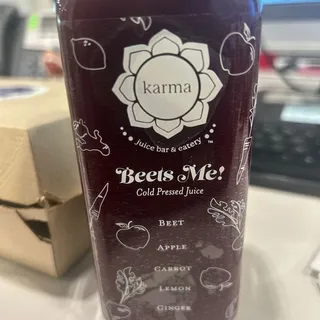 karma
juice bar & eatery
Beets Me!
Cold Pressed Juice
BEET
APPLE
CARROT
LEMON
GINGER